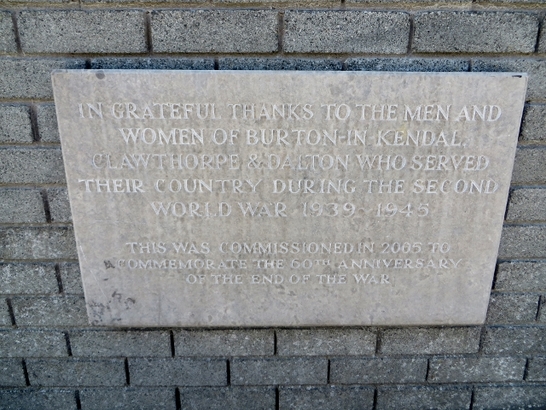 IN GRATEFUL THANKS TO THE MEN AND
WOMEN OF BURTON-IN-KENDAL,
CLAWTHORPE & DALTON WHO SERVED
THEIR COUNTRY DURING THE SECOND
WORLD WAR 1939 - 1945
THIS WAS COMMISSIONED IN 2005 TO
COMMEMORATE THE 60TH ANNIVERSARY
OF THE END OF THE WAR